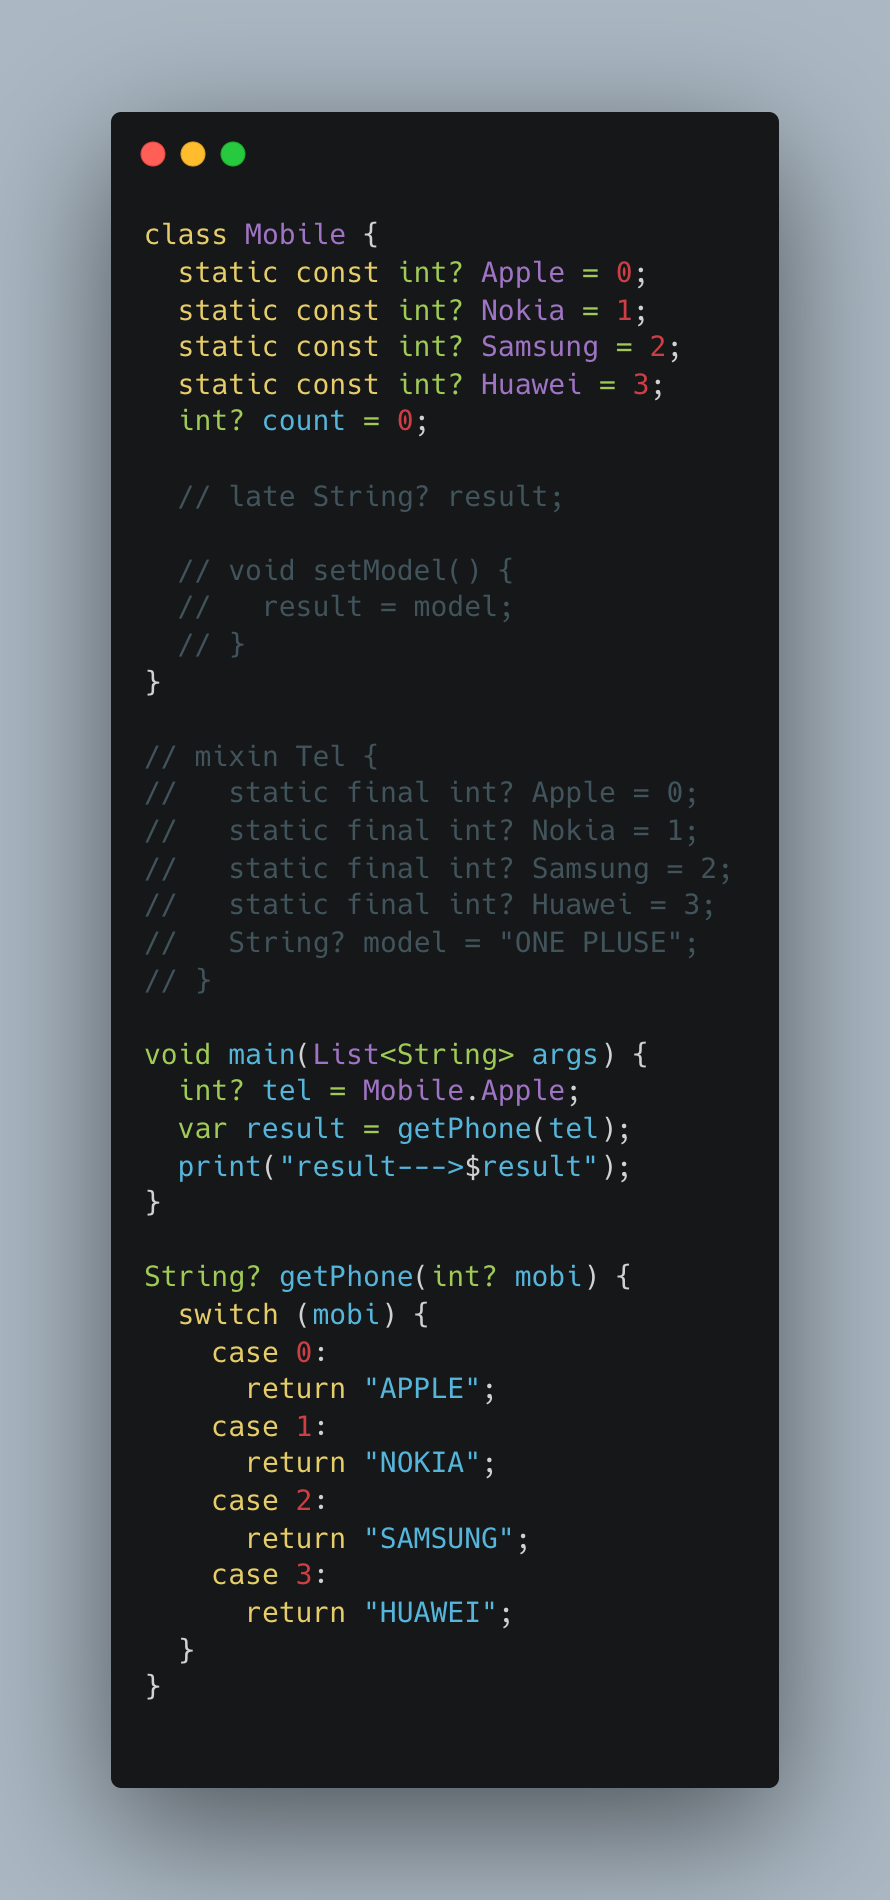 class Mobile {
  static const int? Apple = 0;
  static const int? Nokia = 1;
  static const int? Samsung = 2;
  static const int? Huawei = 3;
  int? count = 0;

  // late String? result;

  // void setModel() {
  //   result = model;
  // }
}

// mixin Tel {
//   static final int? Apple = 0;
//   static final int? Nokia = 1;
//   static final int? Samsung = 2;
//   static final int? Huawei = 3;
//   String? model = "ONE PLUSE";
// }

void main(List<String> args) {
  int? tel = Mobile.Apple;
  var result = getPhone(tel);
  print("result--->$result");
}

String? getPhone(int? mobi) {
  switch (mobi) {
    case 0:
      return "APPLE";
    case 1:
      return "NOKIA";
    case 2:
      return "SAMSUNG";
    case 3:
      return "HUAWEI";
  }
}